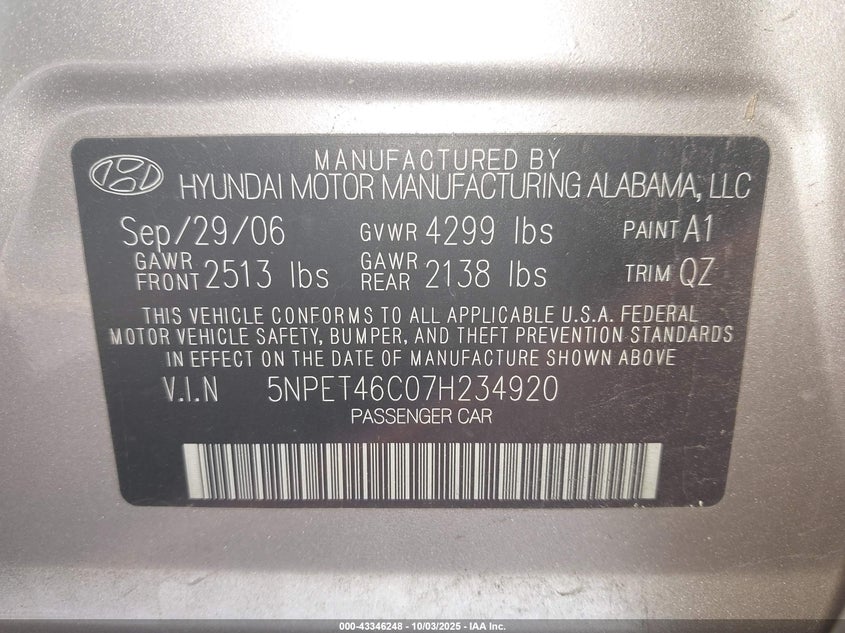 MANUFACTURED BY
HYUNDAI MOTOR MANUFACTURING ALABAMA, LLC
Sep/29/06 GVWR 4299 lbs PAINT A1
GAWR FRONT 2513 lbs GAWR REAR 2138 lbs TRIM QZ
THIS VEHICLE CONFORMS TO ALL APPLICABLE U.S.A. FEDERAL
MOTOR VEHICLE SAFETY, BUMPER, AND THEFT PREVENTION STANDARDS
IN EFFECT ON THE DATE OF MANUFACTURE SHOWN ABOVE
V.I.N 5NPET46C07H234920
PASSENGER CAR
000-43346248 - 10/03/2025 - IAA Inc.